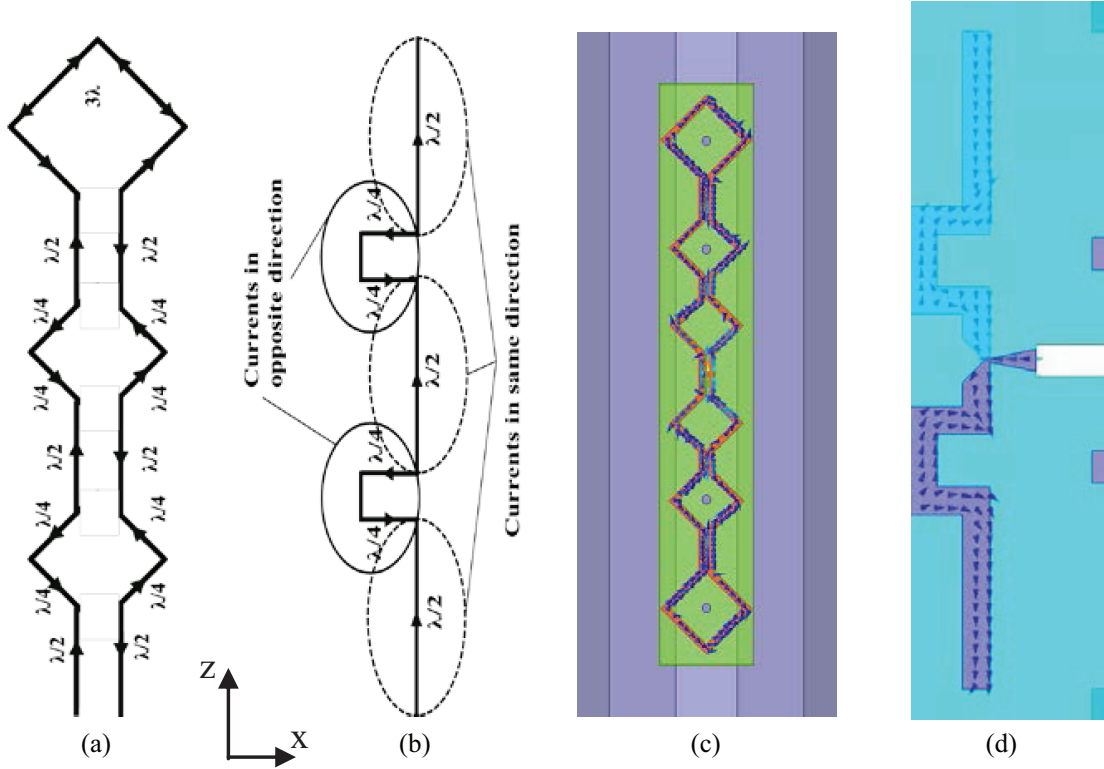 3λ
λ/2
λ/2
λ/4
λ/4
λ/4
λ/4
λ/2
λ/2
λ/4
λ/4
λ/4
λ/4
λ/2
λ/2
(a)
Z
X
λ/2
λ/4
λ/4
λ/2
λ/4
λ/4
λ/2
Currents in
opposite direction
Currents in same direction
(b)
(c)
(d)